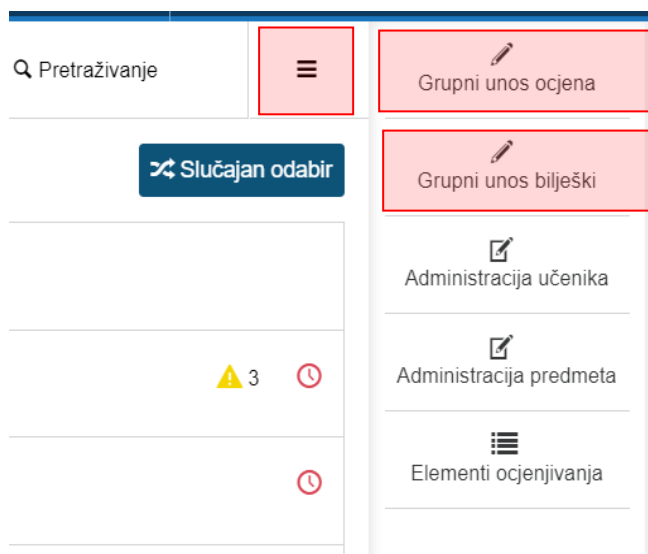 Pretraživanje
Grupni unos ocjena
Slučajan odabir
Grupni unos bilješki
Administracija učenika
3
Administracija predmeta
Elementi ocjenjivanja